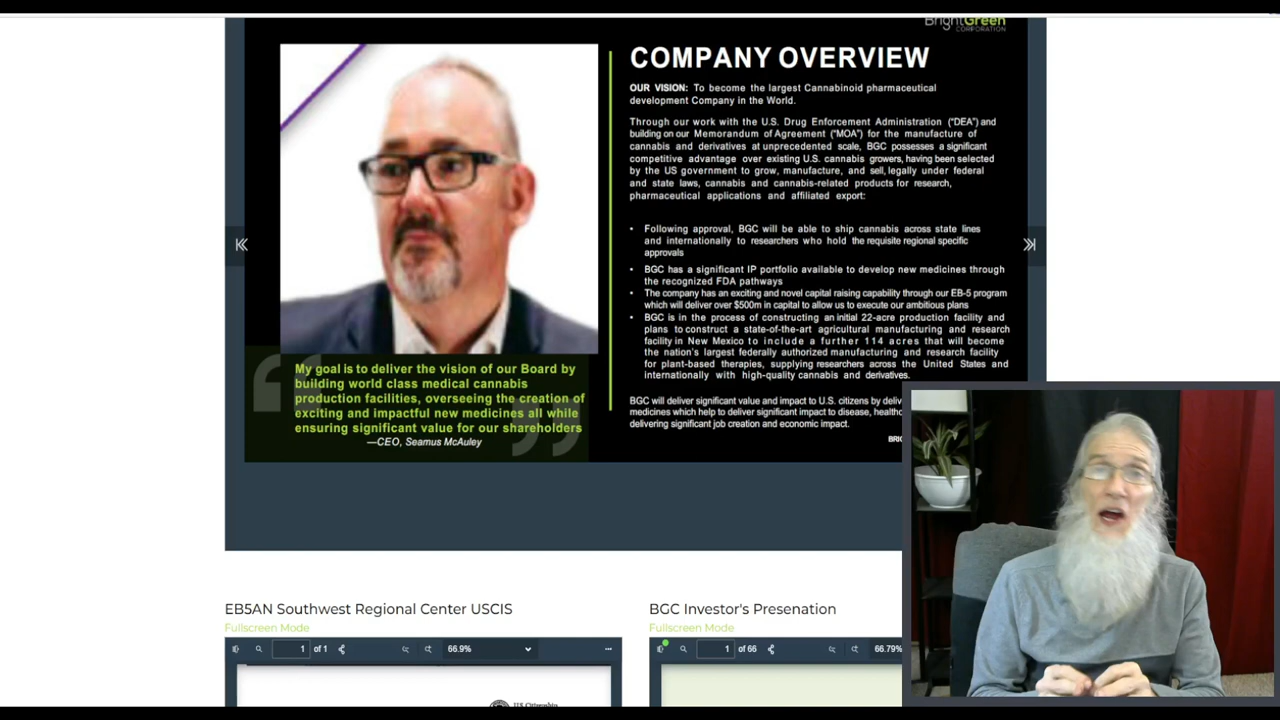 BrightGreen
CORPORATION
COMPANY OVERVIEW
OUR VISION: To become the largest Cannabinoid pharmaceutical
development Company in the World.
Through our work with the U.S. Drug Enforcement Administration ("DEA") and
building on our Memorandum of Agreement ("MOA") for the manufacture of
cannabis and derivatives at unprecedented scale, BGC possesses a significant
competitive advantage over existing U.S. cannabis growers, having been selected
by the US government to grow, manufacture, and sell, legally under federal
and state laws, cannabis and cannabis-related products for research,
pharmaceutical applications and affiliated export:
• Following approval, BGC will be able to ship cannabis across state lines
and internationally to researchers who hold the requisite regional specific
approvals
• BGC has a significant IP portfolio available to develop new medicines through
the recognized FDA pathways
• The company has an exciting and novel capital raising capability through our EB-5 program
which will deliver over $500m in capital to allow us to execute our ambitious plans
• BGC is in the process of constructing an initial 22-acre production facility and
plans to construct a state-of-the-art agricultural manufacturing and research
facility in New Mexico to include a further 114 acres that will become
the nation's largest federally authorized manufacturing and research facility
for plant-based therapies, supplying researchers across the United States and
internationally with high-quality cannabis and derivatives.
BGC will deliver significant value and impact to U.S. citizens by
medicines which help to deliver significant impact to disease,
delivering significant job creation and economic impact.
My goal is to deliver the vision of our Board by
building world class medical cannabis
production facilities, overseeing the creation of
exciting and impactful new medicines all while
ensuring significant value for our shareholders
—CEO, Seamus McAuley
EB5AN Southwest Regional Center USCIS
Fullscreen Mode
1 of 1 66.9%
BGC Investor's Presenation
Fullscreen Mode
1 of 66 66.79%